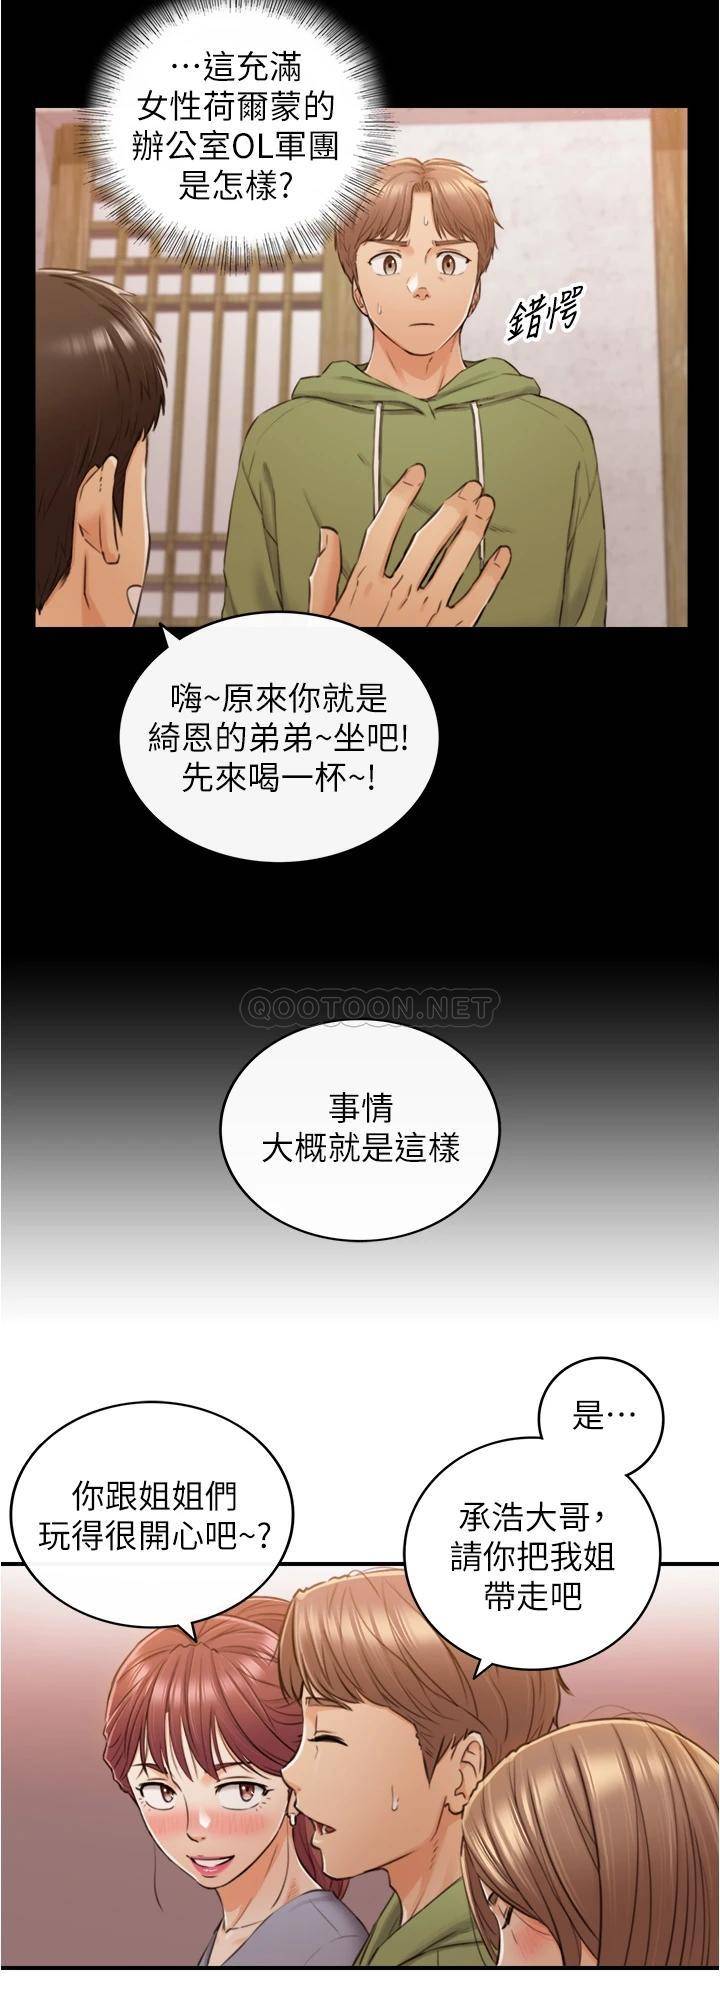 …這充滿
女性荷爾蒙的
辦公室OL軍團
是怎樣?
錯愕
嗨~原來你就是
綺恩的弟弟~坐吧!
先來喝一杯~!
QOOTOON.NET
事情
大概就是這樣
是…
你跟姐姐們
玩得很開心吧~?
承浩大哥,
請你把我姐
帶走吧